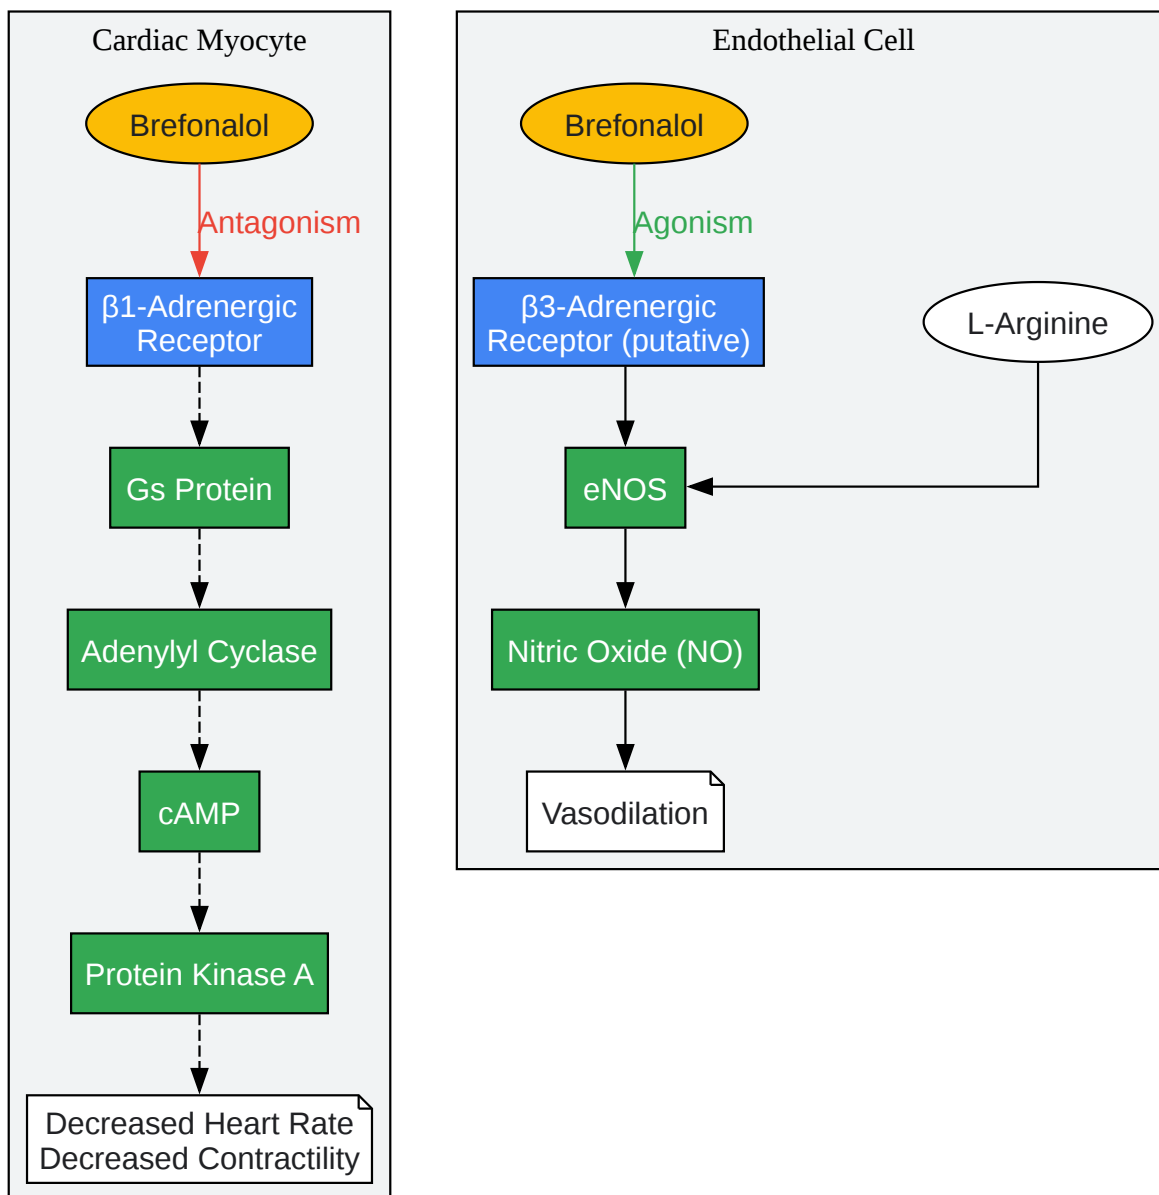 Cardiac Myocyte
Brefonalol
Antagonism
β1-Adrenergic
Receptor
Gs Protein
Adenylyl Cyclase
cAMP
Protein Kinase A
Decreased Heart Rate
Decreased Contractility
Endothelial Cell
Brefonalol
Agonism
β3-Adrenergic
Receptor (putative)
L-Arginine
eNOS
Nitric Oxide (NO)
Vasodilation